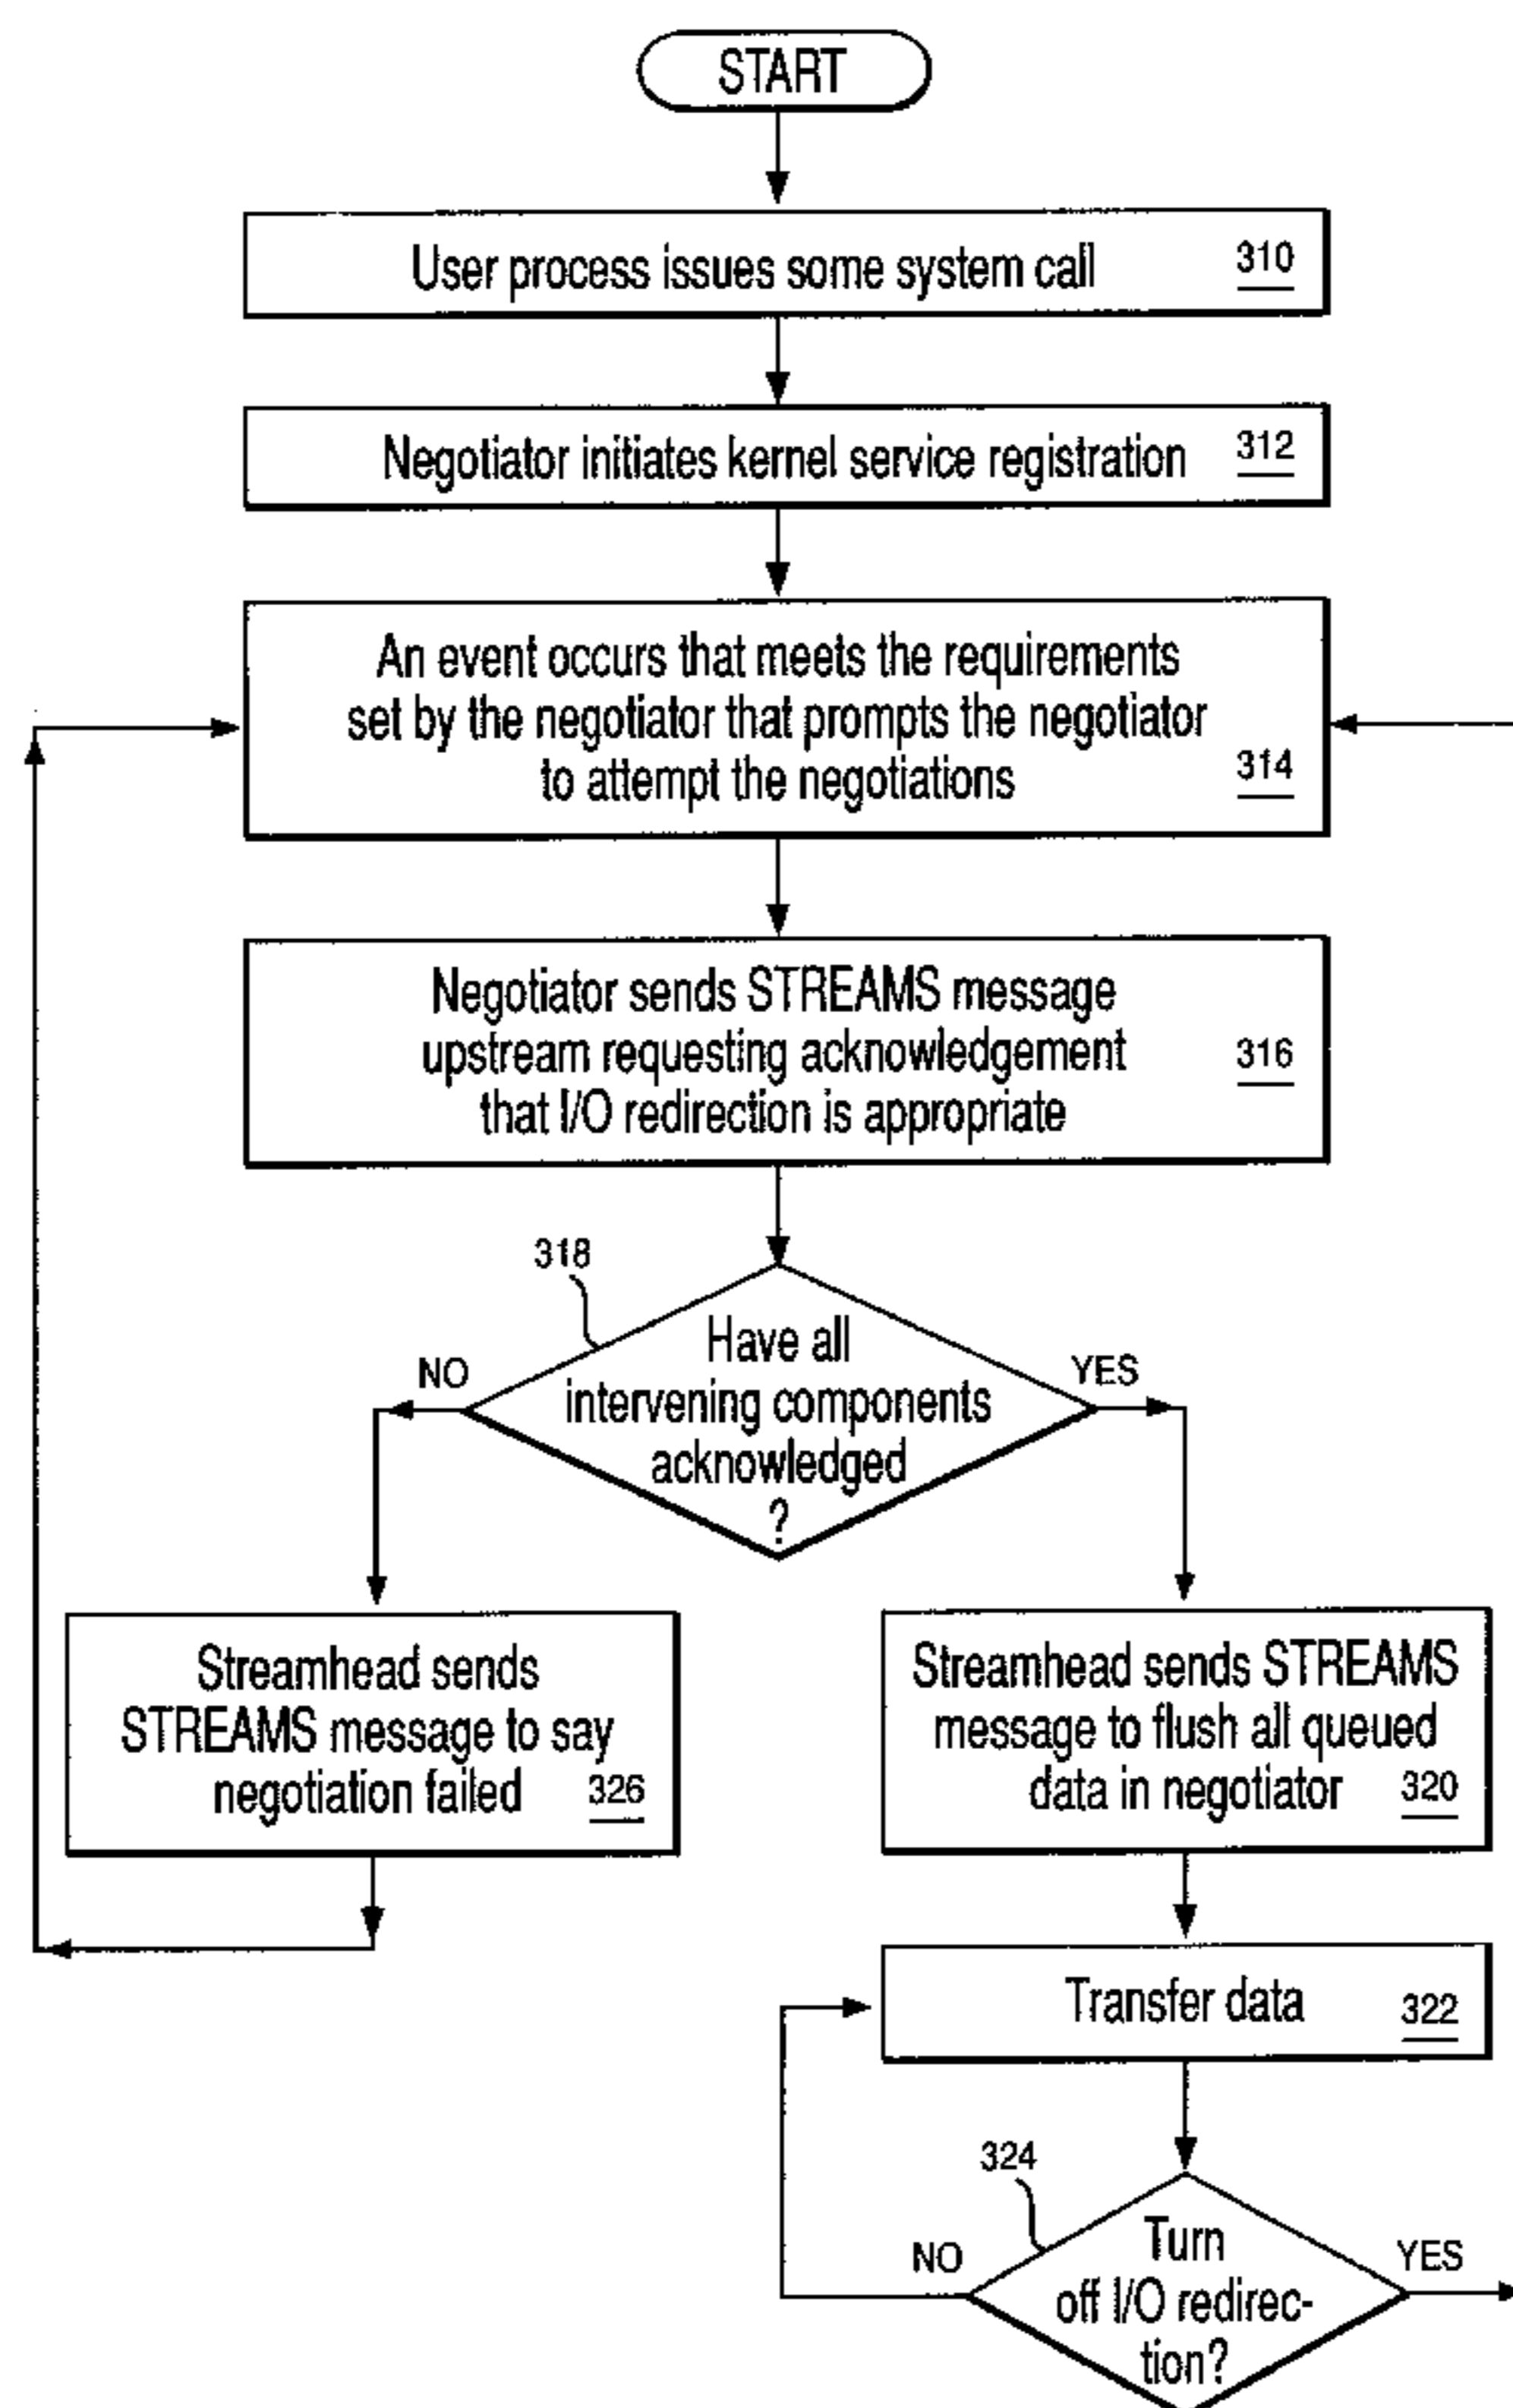 START
User process issues some system call 310
Negotiator initiates kernel service registration 312
An event occurs that meets the requirements
set by the negotiator that prompts the negotiator
to attempt the negotiations 314
Negotiator sends STREAMS message
upstream requesting acknowledgement 316
that I/O redirection is appropriate
318
NO
Have all
intervening components
acknowledged
?
YES
Streamhead sends
STREAMS message to say
negotiation failed 326
Streamhead sends STREAMS
message to flush all queued
data in negotiator 320
Transfer data 322
324
NO
Turn
off I/O redirec-
tion?
YES